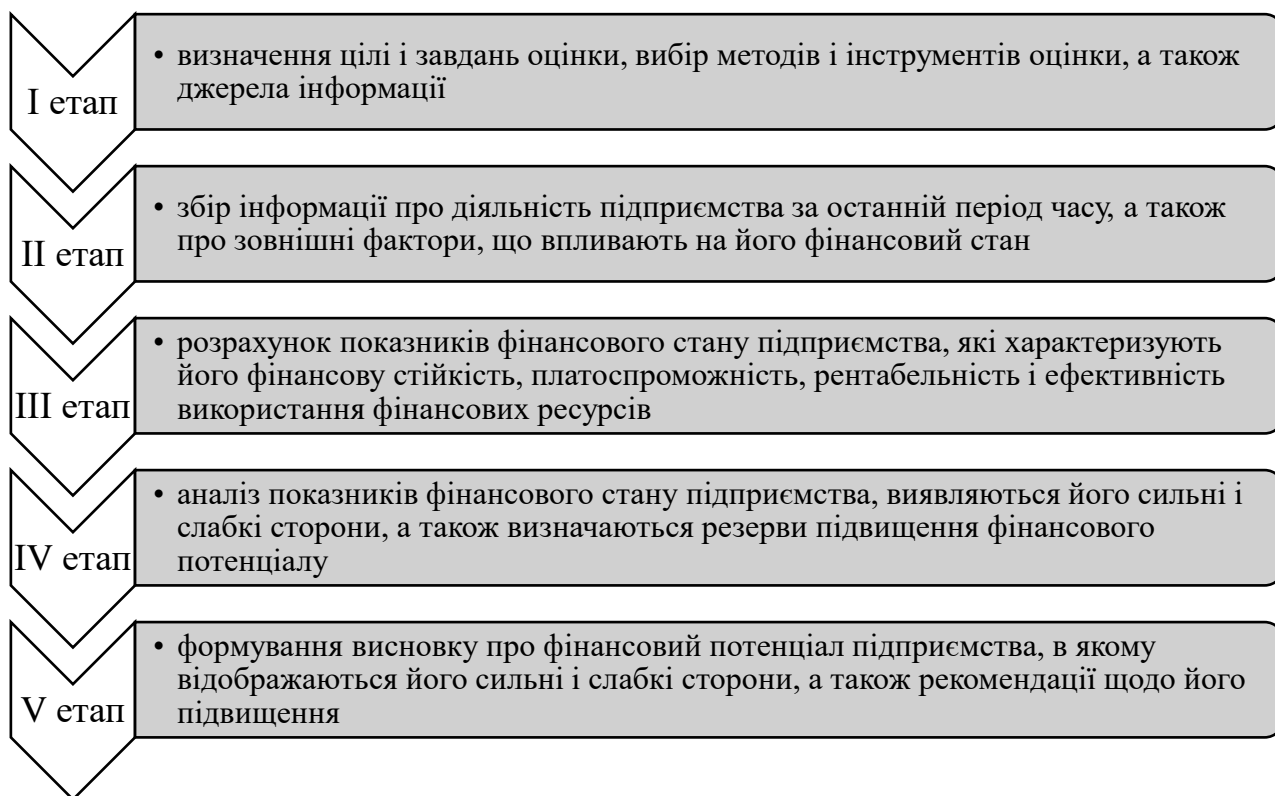 I етап
• визначення цілі і завдань оцінки, вибір методів і інструментів оцінки, а також
джерела інформації
II етап
• збір інформації про діяльність підприємства за останній період часу, а також
про зовнішні фактори, що впливають на його фінансовий стан
III етап
• розрахунок показників фінансового стану підприємства, які характеризують
його фінансову стійкість, платоспроможність, рентабельність і ефективність
використання фінансових ресурсів
IV етап
• аналіз показників фінансового стану підприємства, виявляються його сильні і
слабкі сторони, а також визначаються резерви підвищення фінансового
потенціалу
V етап
• формування висновку про фінансовий потенціал підприємства, в якому
відображаються його сильні і слабкі сторони, а також рекомендації щодо його
підвищення